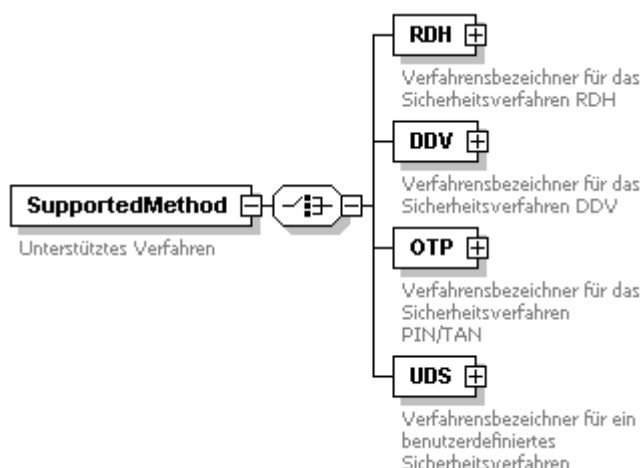 RDH
Verfahrensbezeichner für das
Sicherheitsverfahren RDH
DDV
Verfahrensbezeichner für das
Sicherheitsverfahren DDV
SupportedMethod
Unterstütztes Verfahren
OTP
Verfahrensbezeichner für das
Sicherheitsverfahren
PIN/TAN
UDS
Verfahrensbezeichner für ein
benutzerdefiniertes
Sicherheitsverfahren